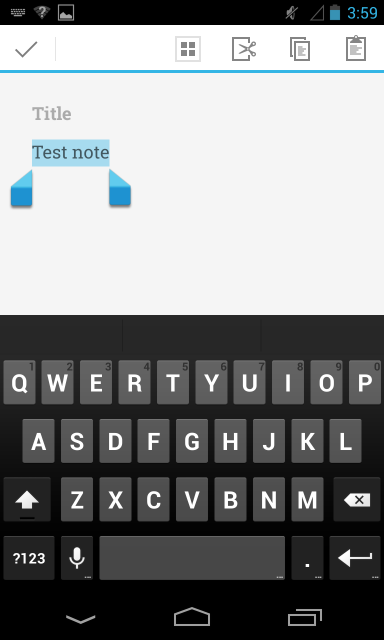 3:59
Title
Test note
1 2 3 4 5 6 7 8 9 0
Q W E R T Y U I O P
A S D F G H J K L
Z X C V B N M
?123 . ...